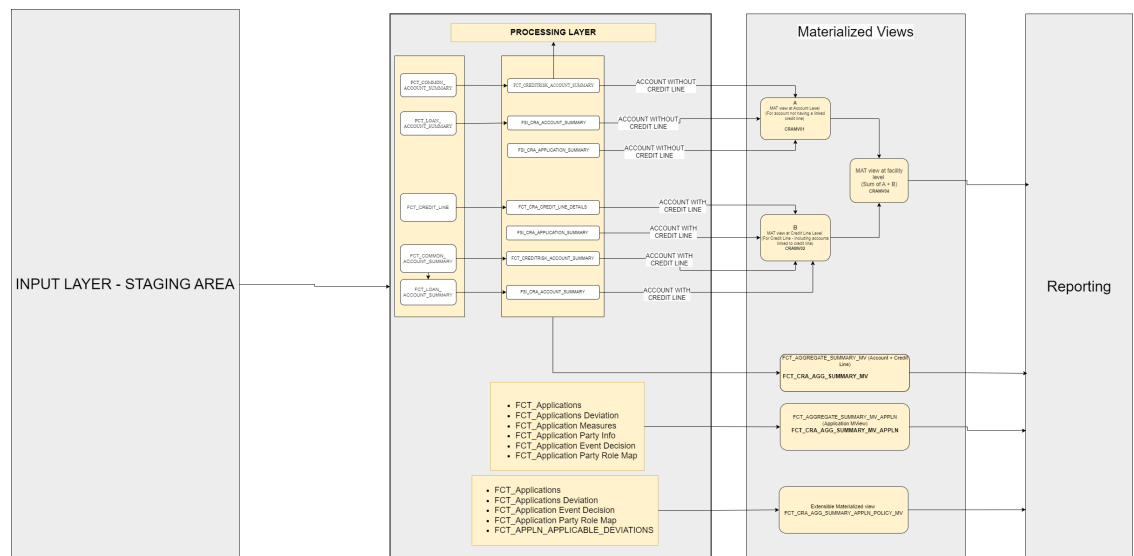 INPUT LAYER - STAGING AREA
PROCESSING LAYER
FCT_COMMON_
ACCOUNT_SUMMARY
FCT_LOAN_
ACCOUNT_SUMMARY
FCT_CREDIT_LINE
FCT_COMMON_
ACCOUNT_SUMMARY
FCT_LOAN_
ACCOUNT_SUMMARY
FCT_CREDITRISK_ACCOUNT_SUMMARY
FSI_CRA_ACCOUNT_SUMMARY
FSI_CRA_APPLICATION_SUMMARY
FCT_CRA_CREDIT_LINE_DETAILS
FSI_CRA_APPLICATION_SUMMARY
FCT_CREDITRISK_ACCOUNT_SUMMARY
FSI_CRA_ACCOUNT_SUMMARY
ACCOUNT WITHOUT
CREDIT LINE
ACCOUNT WITHOUT
CREDIT LINE
ACCOUNT WITHOUT
CREDIT LINE
ACCOUNT WITH
CREDIT LINE
ACCOUNT WITH
CREDIT LINE
ACCOUNT WITH
CREDIT LINE
ACCOUNT WITH
CREDIT LINE
• FCT_Applications
• FCT_Applications Deviation
• FCT_Application Measures
• FCT_Application Party Info
• FCT_Application Event Decision
• FCT_Application Party Role Map
• FCT_Applications
• FCT_Applications Deviation
• FCT_Application Event Decision
• FCT_Application Party Role Map
• FCT_APPLN_APPLICABLE_DEVIATIONS
Materialized Views
A
MAT view at Account Level
(For account not having a linked
credit line)
CRAMV01
B
MAT view at Credit Line Level
(For Credit Line - including accounts
linked to credit line)
CRAMV02
MAT view at facility
level
(Sum of A + B)
CRAMV04
FCT_AGGREGATE_SUMMARY_MV (Account + Credit
Line)
FCT_CRA_AGG_SUMMARY_MV
FCT_AGGREGATE_SUMMARY_MV_APPLN
(Application MView)
FCT_CRA_AGG_SUMMARY_MV_APPLN
Extensible Materialized view
FCT_CRA_AGG_SUMMARY_APPLN_POLICY_MV
Reporting